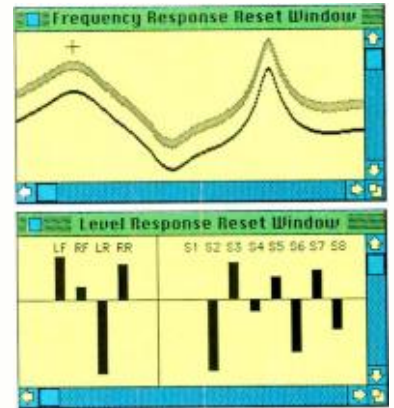 Frequency Response Reset Window
Level Response Reset Window
LF RF LR RR S1 S2 S3 S4 S5 S6 S7 S8